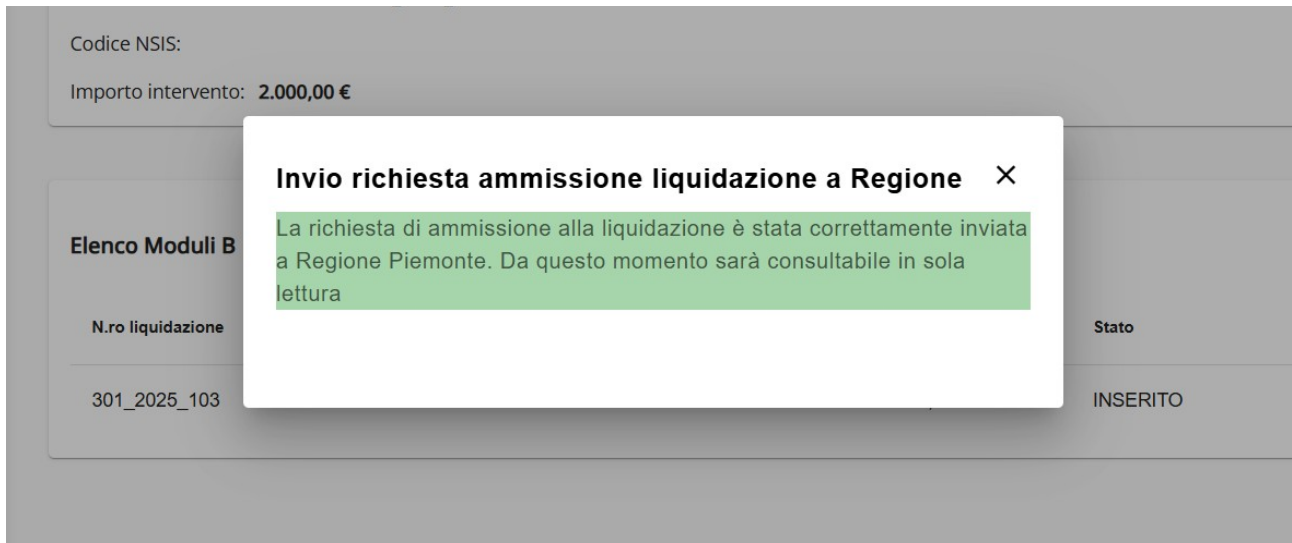 Codice NSIS:
Importo intervento: 2.000,00 €
Invio richiesta ammissione liquidazione a Regione
La richiesta di ammissione alla liquidazione è stata correttamente inviata
a Regione Piemonte. Da questo momento sarà consultabile in sola
lettura
Elenco Moduli B
N.ro liquidazione Stato
301_2025_103 INSERITO